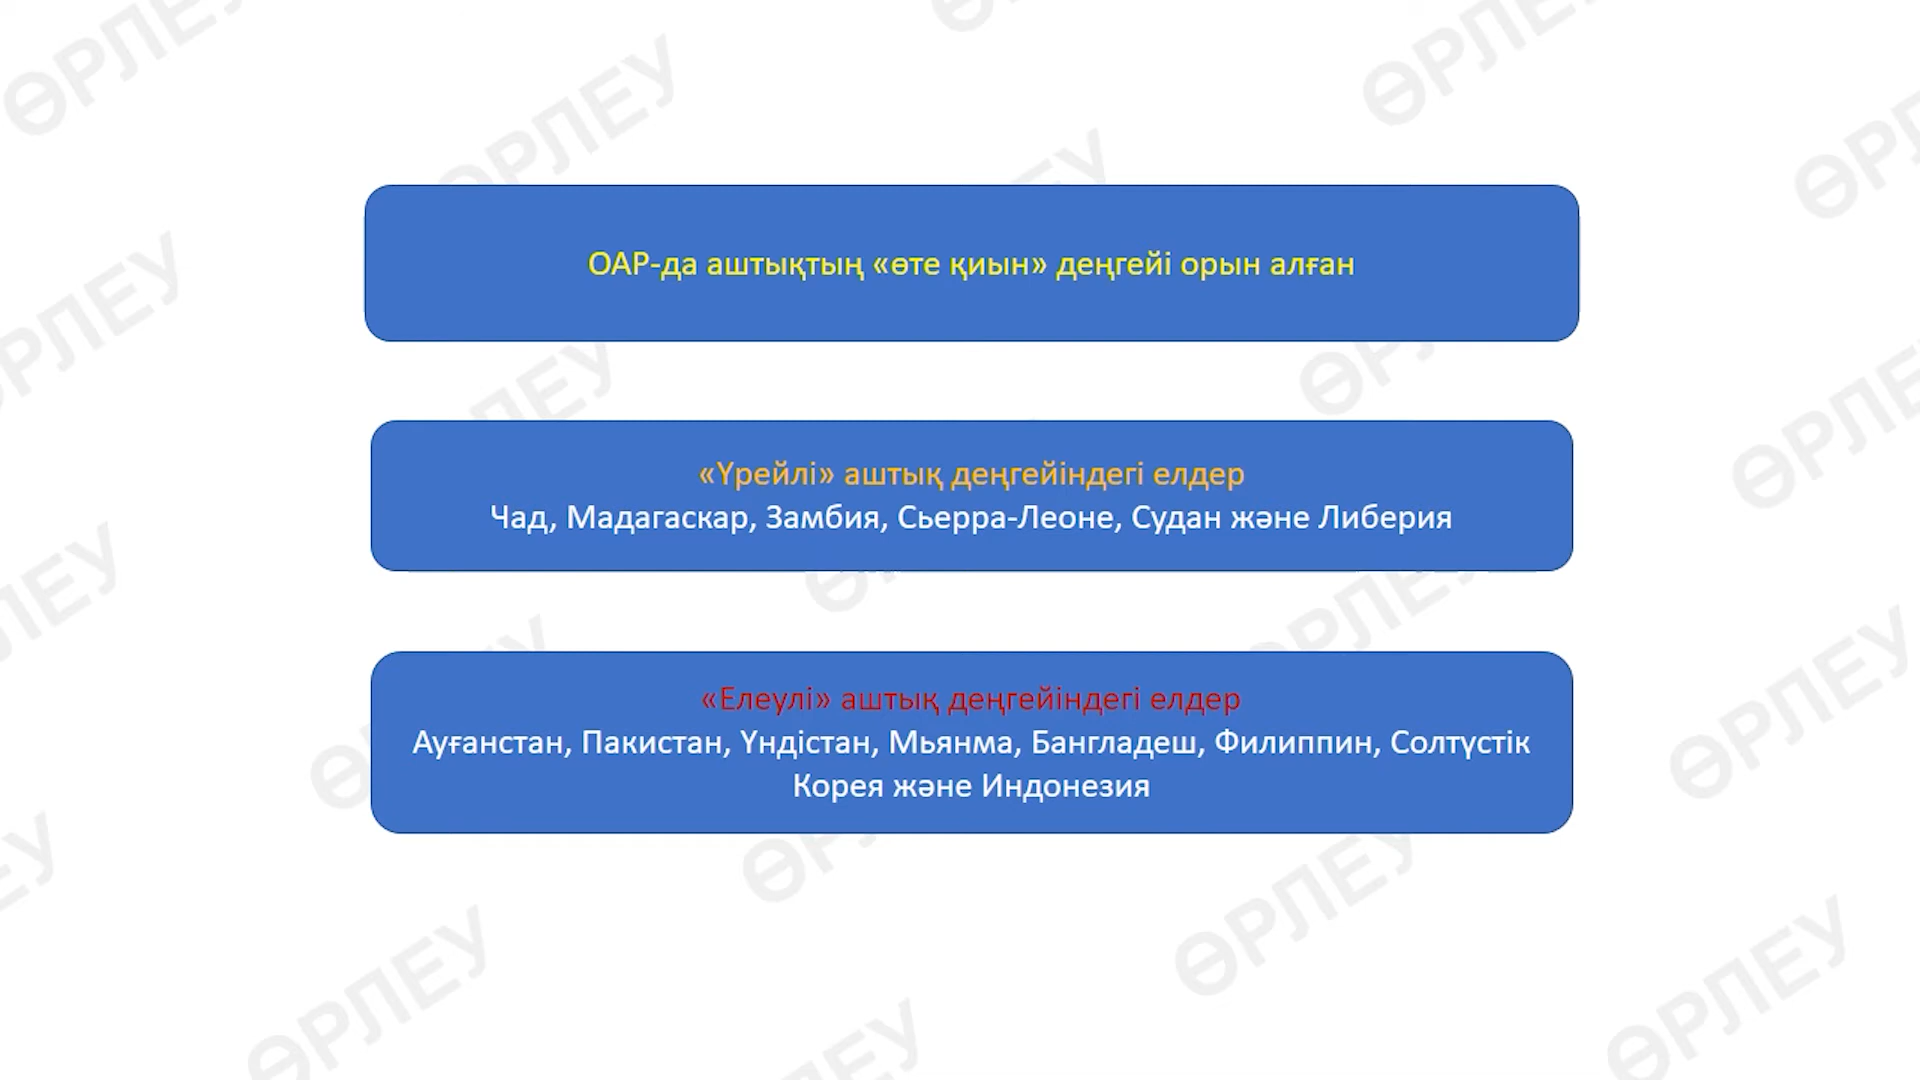 ОАР-да аштықтың «өте қиын» деңгейі орын алған
«Үрейлі» аштық деңгейіндегі елдер
Чад, Мадагаскар, Замбия, Сьерра-Леоне, Судан және Либерия
«Елеулі» аштық деңгейіндегі елдер
Ауғанстан, Пакистан, Үндістан, Мьянма, Бангладеш, Филиппин, Солтүстік
Корея және Индонезия
ӨРЛЕУ